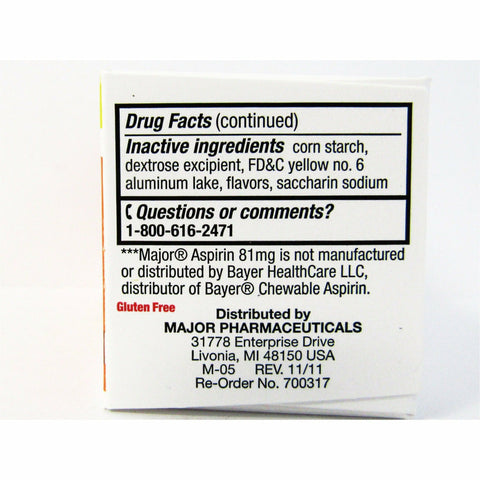 Drug Facts (continued)
Inactive ingredients corn starch,
dextrose excipient, FD&C yellow no. 6
aluminum lake, flavors, saccharin sodium
Questions or comments?
1-800-616-2471
***Major® Aspirin 81mg is not manufactured
or distributed by Bayer HealthCare LLC,
distributor of Bayer® Chewable Aspirin.
Gluten Free
Distributed by
MAJOR PHARMACEUTICALS
31778 Enterprise Drive
Livonia, MI 48150 USA
M-05 REV. 11/11
Re-Order No. 700317